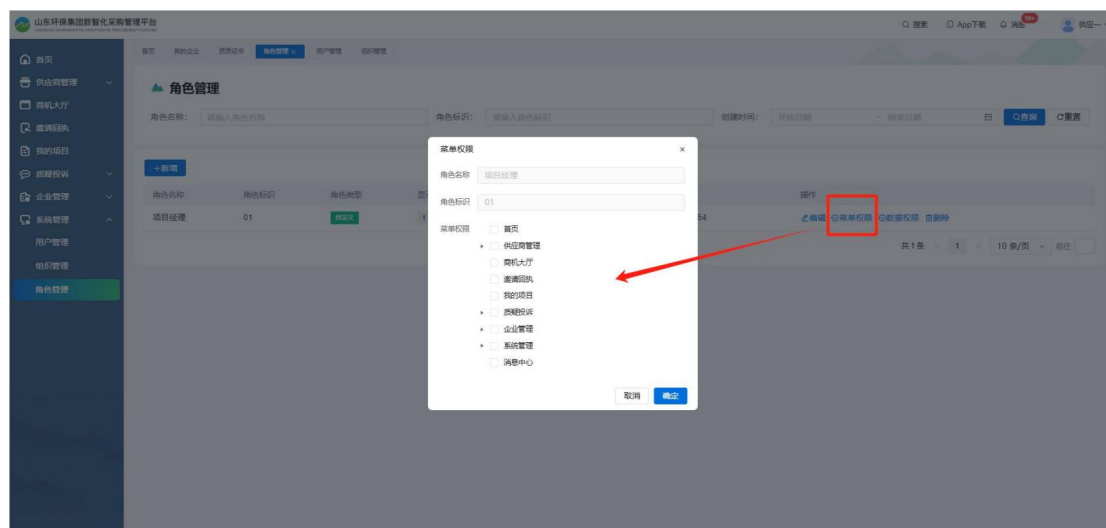 山东环保集团数智化采购管理平台
搜索 App下载 消息 99+ 供应一
首页 我的企业 资质证书 角色管理 × 用户管理 组织管理
首页
供应商管理
商机大厅
邀请回执
我的项目
质疑投诉
企业管理
系统管理
用户管理
组织管理
角色管理
角色管理
角色名称: 请输入角色名称 角色标识: 请输入角色标识 创建时间: 开始日期 - 结束日期 查询 重置
+新增
角色名称 角色标识 角色类型 操作
项目经理 01 自定义 1 54 编辑 菜单权限 数据权限 删除
共1条 1 10条/页 前往
菜单权限 ×
角色名称 项目经理
角色标识 01
菜单权限 首页
供应商管理
商机大厅
邀请回执
我的项目
质疑投诉
企业管理
系统管理
消息中心
取消 确定